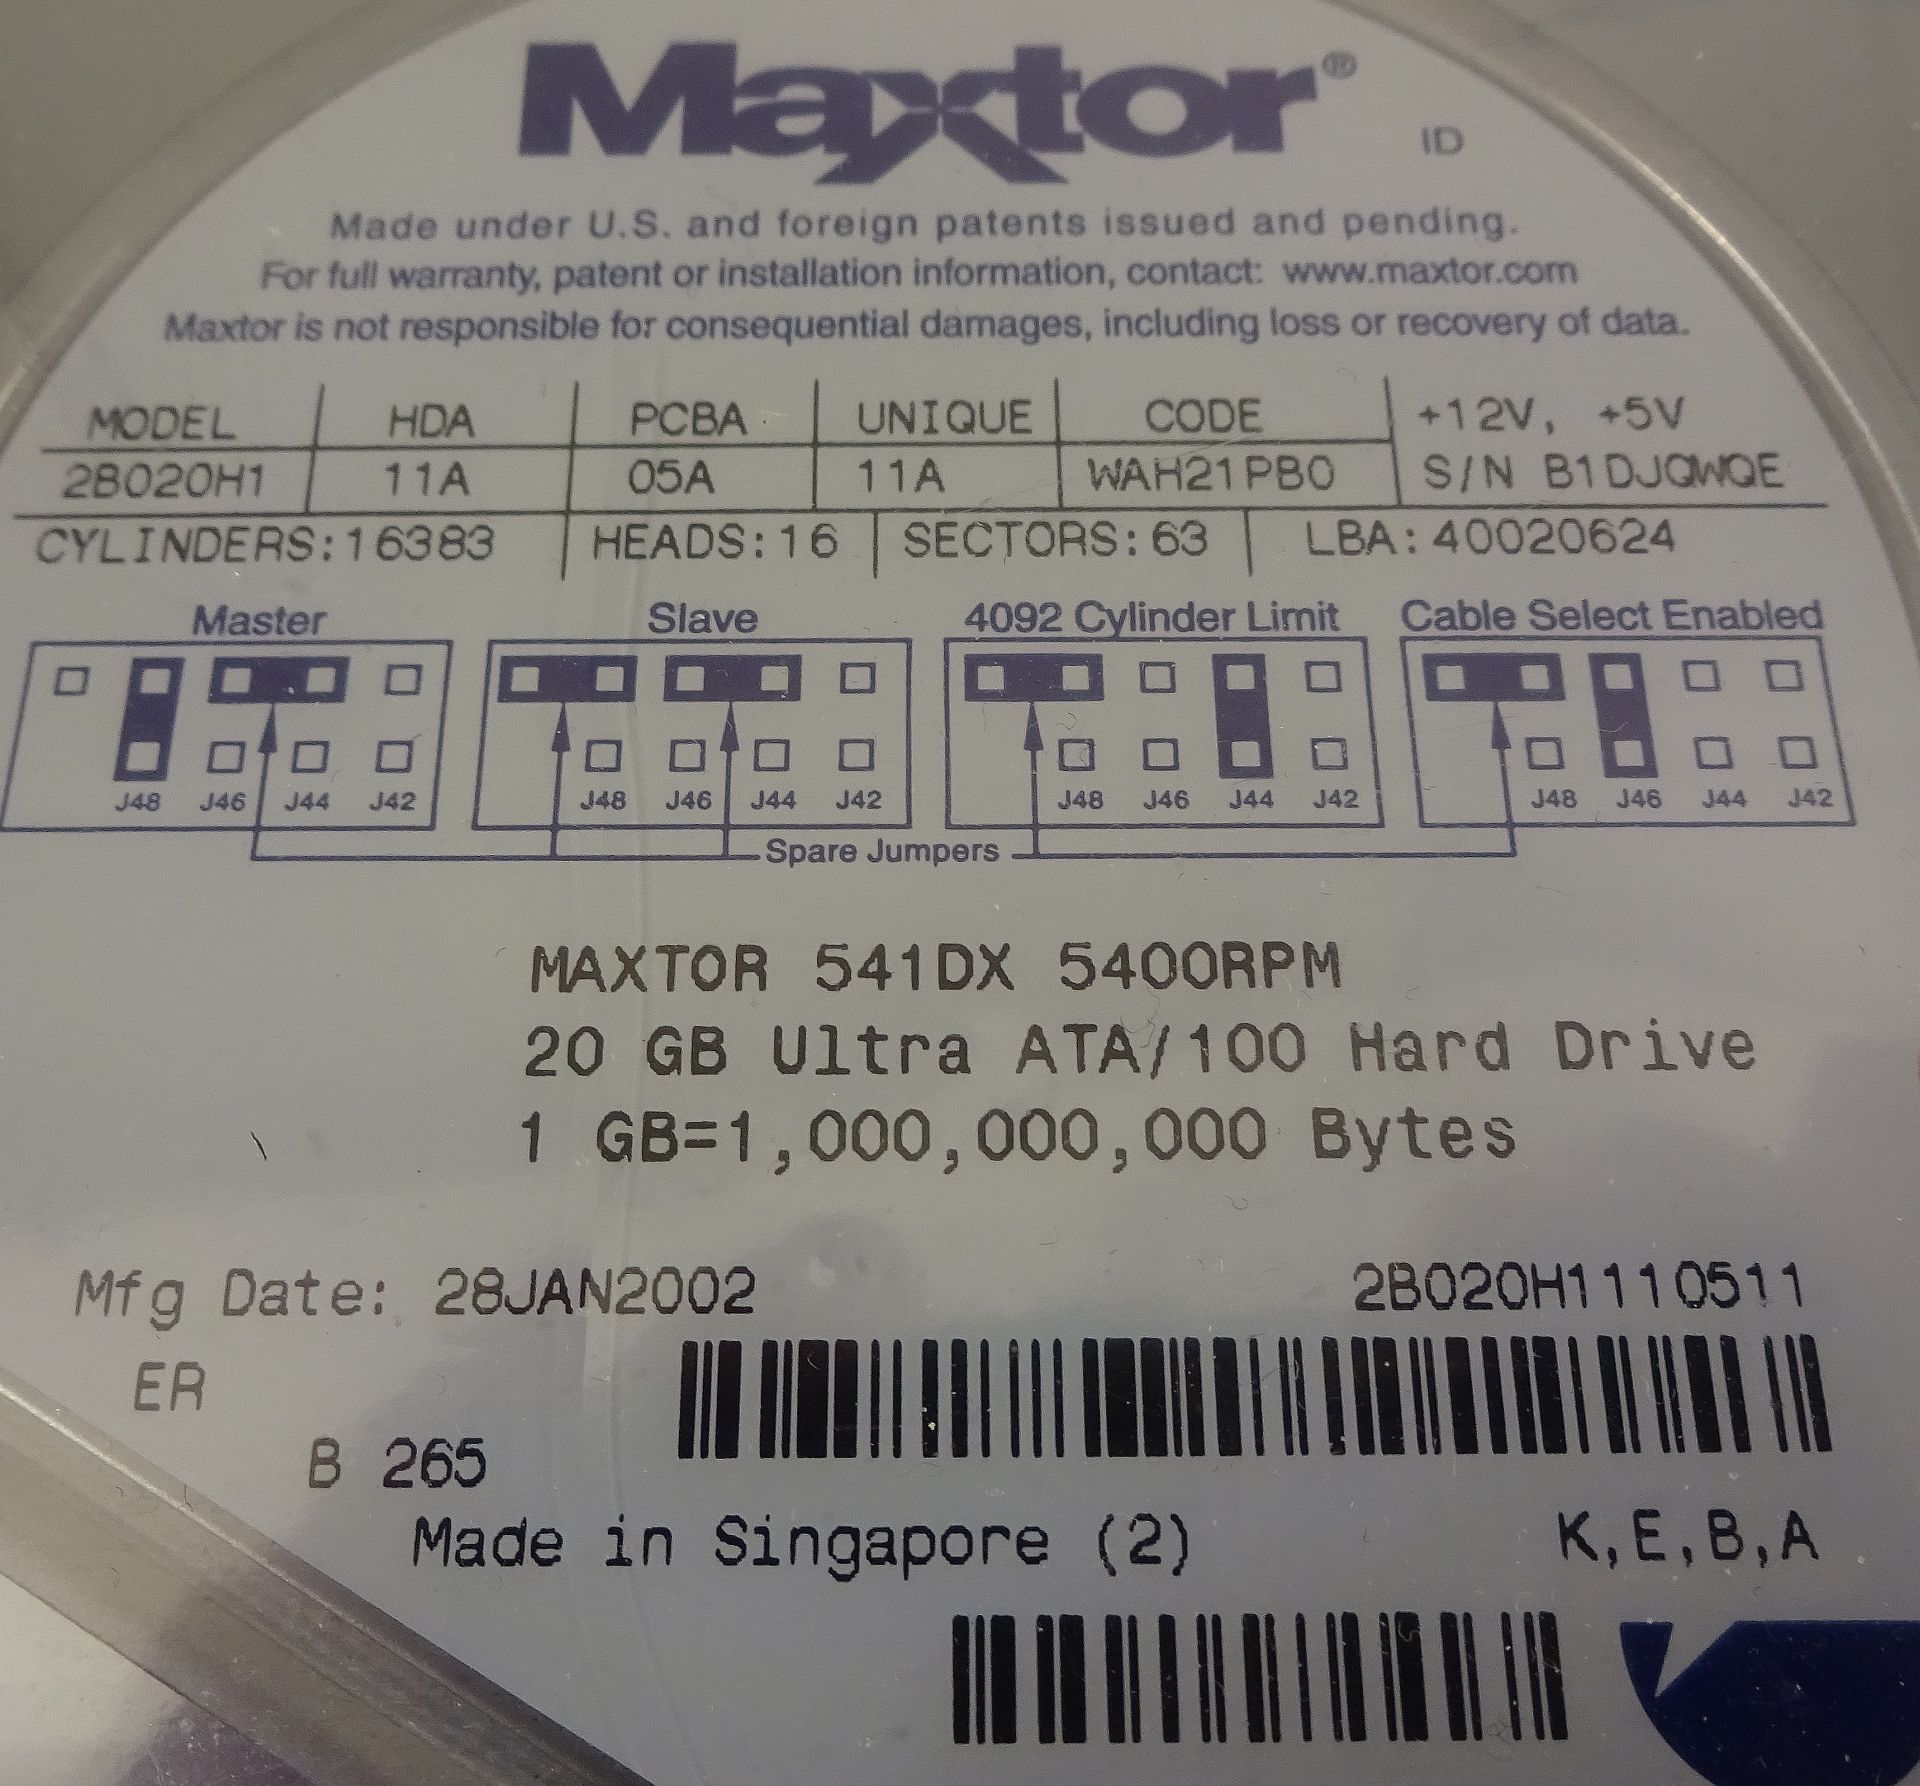 Maxtor®
ID
Made under U.S. and foreign patents issued and pending.
For full warranty, patent or installation information, contact: www.maxtor.com
Maxtor is not responsible for consequential damages, including loss or recovery of data.
MODEL HDA PCBA UNIQUE CODE +12V, +5V
2B020H1 11A 05A 11A WAH21PB0 S/N B1DJQWQE
CYLINDERS:16383 HEADS:16 SECTORS:63 LBA:40020624
Master Slave 4092 Cylinder Limit Cable Select Enabled
J48 J46 J44 J42 J48 J46 J44 J42 J48 J46 J44 J42 J48 J46 J44 J42
Spare Jumpers
MAXTOR 541DX 5400RPM
20 GB Ultra ATA/100 Hard Drive
1 GB=1,000,000,000 Bytes
Mfg Date: 28JAN2002 2B020H1110511
ER
B 265
Made in Singapore (2) K,E,B,A